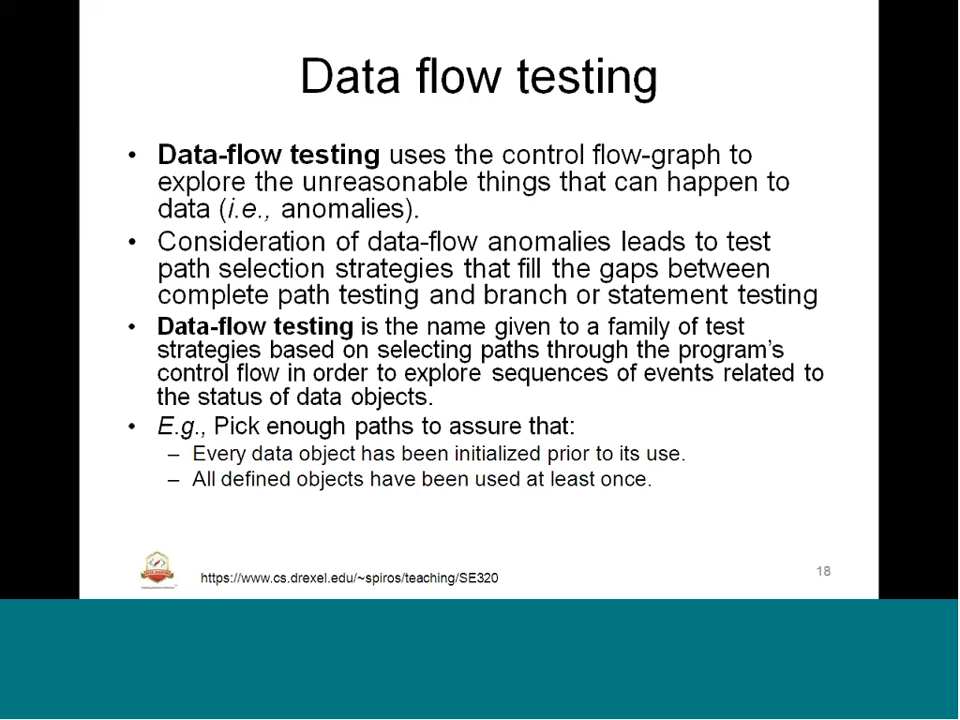 Data flow testing
• Data-flow testing uses the control flow-graph to
explore the unreasonable things that can happen to
data (i.e., anomalies).
• Consideration of data-flow anomalies leads to test
path selection strategies that fill the gaps between
complete path testing and branch or statement testing
• Data-flow testing is the name given to a family of test
strategies based on selecting paths through the program's
control flow in order to explore sequences of events related to
the status of data objects.
• E.g., Pick enough paths to assure that:
– Every data object has been initialized prior to its use.
– All defined objects have been used at least once.
https://www.cs.drexel.edu/~spiros/teaching/SE320
18